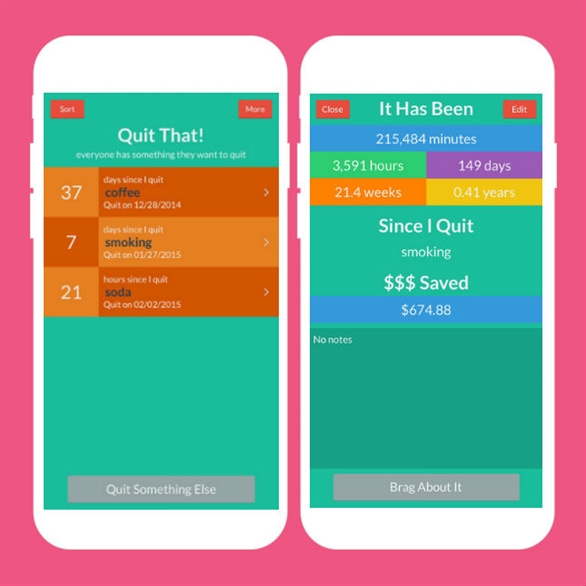 Sort
More
Quit That!
everyone has something they want to quit
37
days since I quit
coffee
Quit on 12/28/2014
7
days since I quit
smoking
Quit on 01/27/2015
21
hours since I quit
soda
Quit on 02/02/2015
Quit Something Else
Close
It Has Been
Edit
215,484 minutes
3,591 hours
149 days
21.4 weeks
0.41 years
Since I Quit
smoking
$$$ Saved
$674.88
No notes
Brag About It